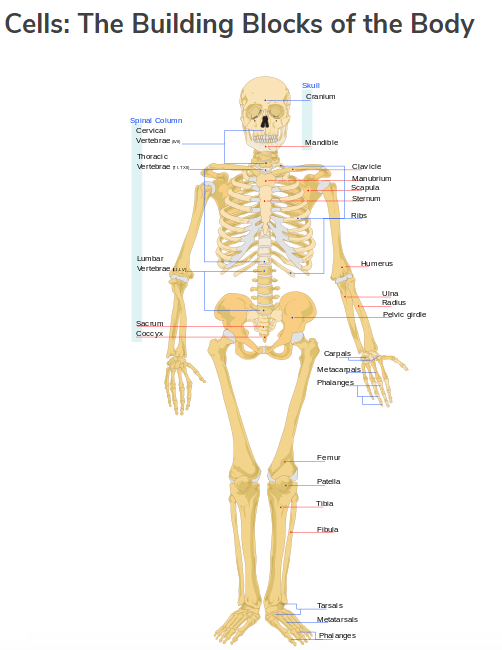 Cells: The Building Blocks of the Body
Skull
Cranium
Spinal Column
Cervical
Vertebrae
Mandible
Thoracic
Vertebrae
Clavicle
Manubrium
Scapula
Sternum
Ribs
Lumbar
Vertebrae
Humerus
Ulna
Radius
Pelvic girdle
Sacrum
Coccyx
Carpals
Metacarpals
Phalanges
Femur
Patella
Tibia
Fibula
Tarsals
Metatarsals
Phalanges